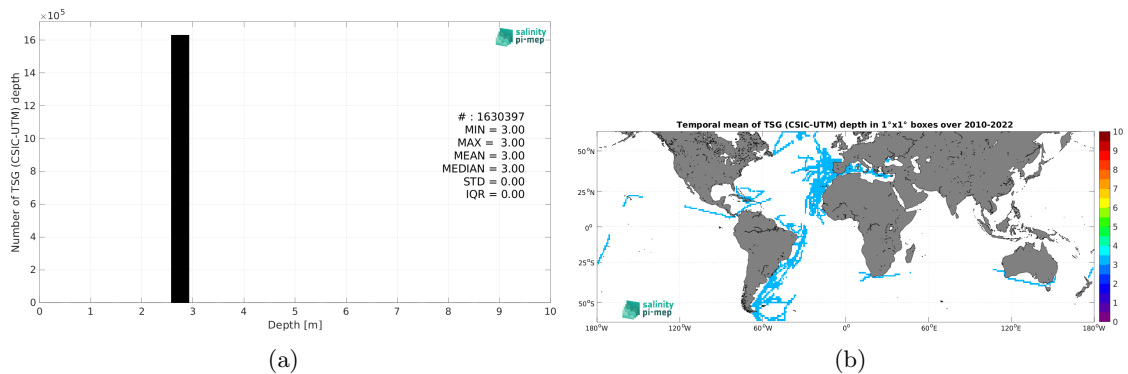 ×10⁵
16
14
12
10
8
6
4
2
0
Number of TSG (CSIC-UTM) depth
0 1 2 3 4 5 6 7 8 9 10
Depth [m]
salinity
pi-mep
# : 1630397
MIN = 3.00
MAX = 3.00
MEAN = 3.00
MEDIAN = 3.00
STD = 0.00
IQR = 0.00
(a)
Temporal mean of TSG (CSIC-UTM) depth in 1°x1° boxes over 2010-2022
50°N
25°N
0°
25°S
50°S
180°W 120°W 60°W 0° 60°E 120°E 180°E
salinity
pi-mep
10
9
8
7
6
5
4
3
2
1
0
(b)